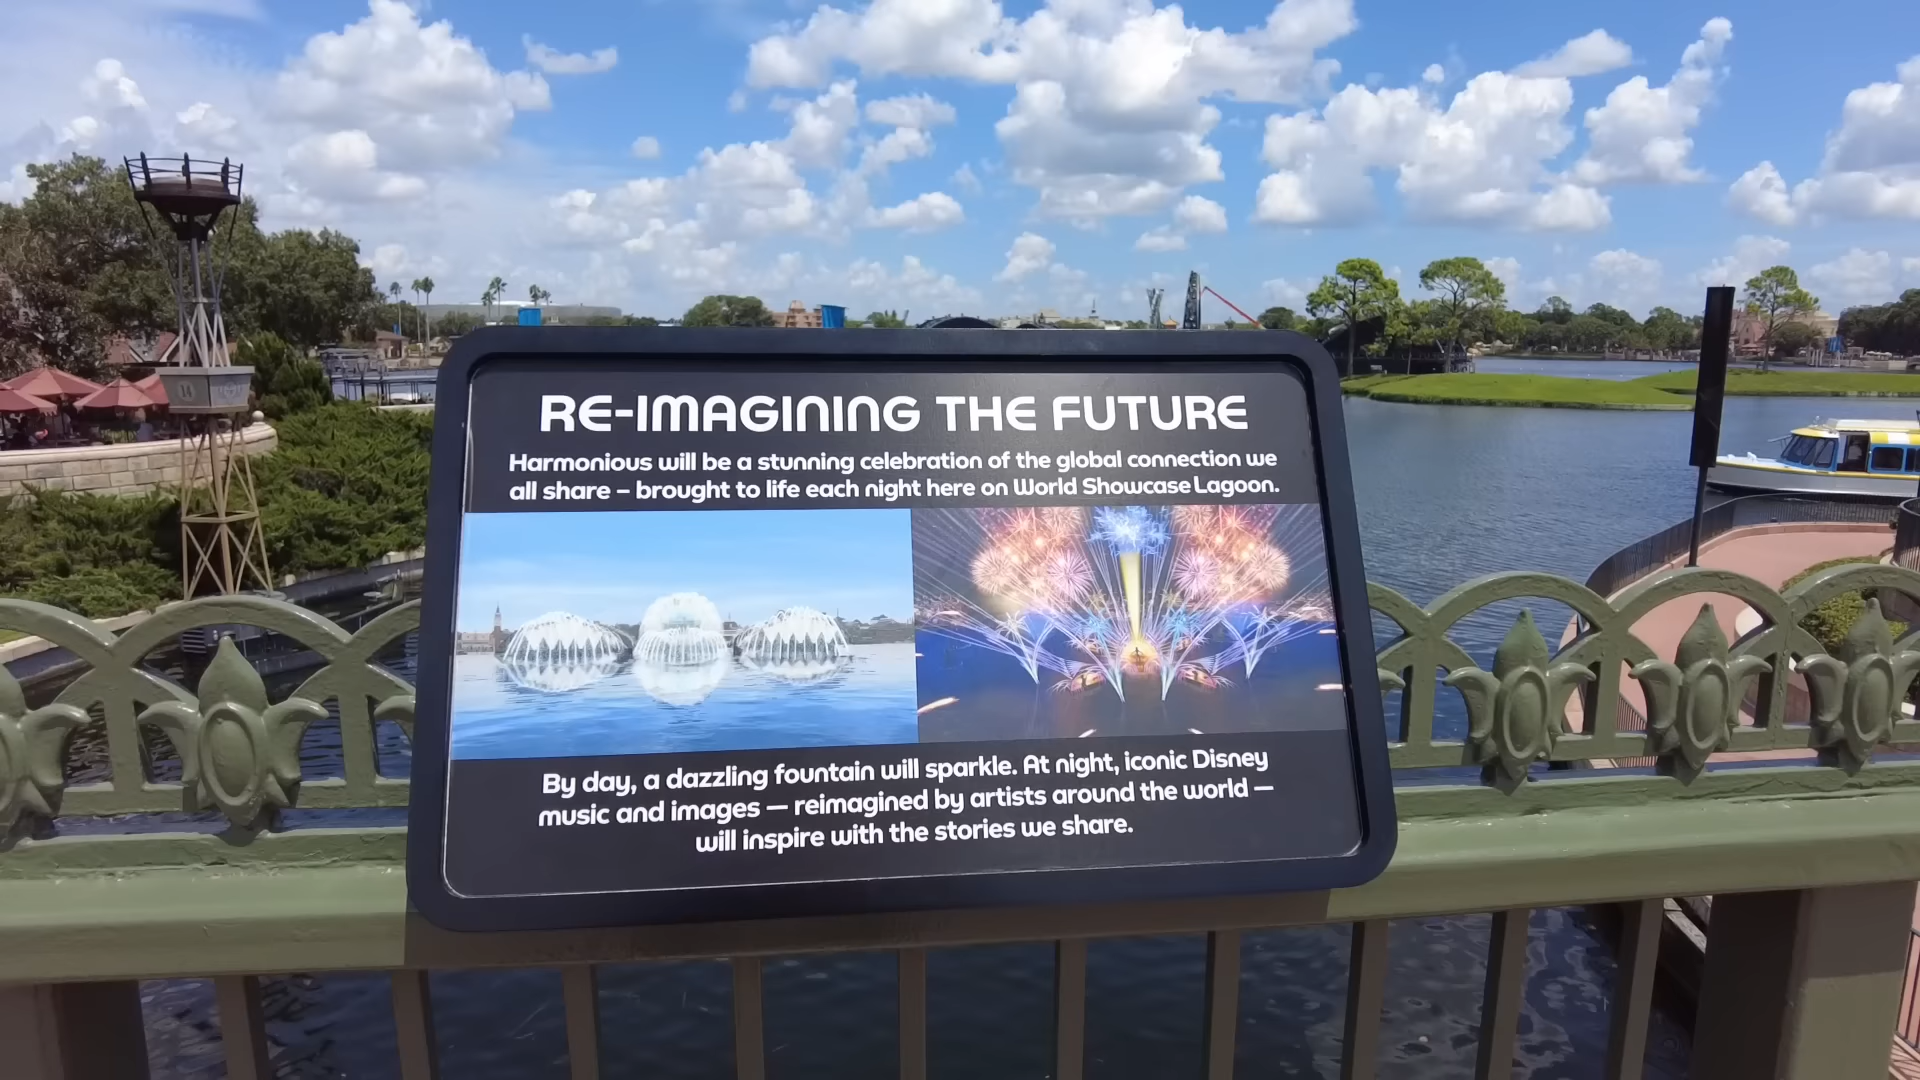 RE-IMAGINING THE FUTURE
Harmonious will be a stunning celebration of the global connection we
all share – brought to life each night here on World Showcase Lagoon.
By day, a dazzling fountain will sparkle. At night, iconic Disney
music and images — reimagined by artists around the world —
will inspire with the stories we share.